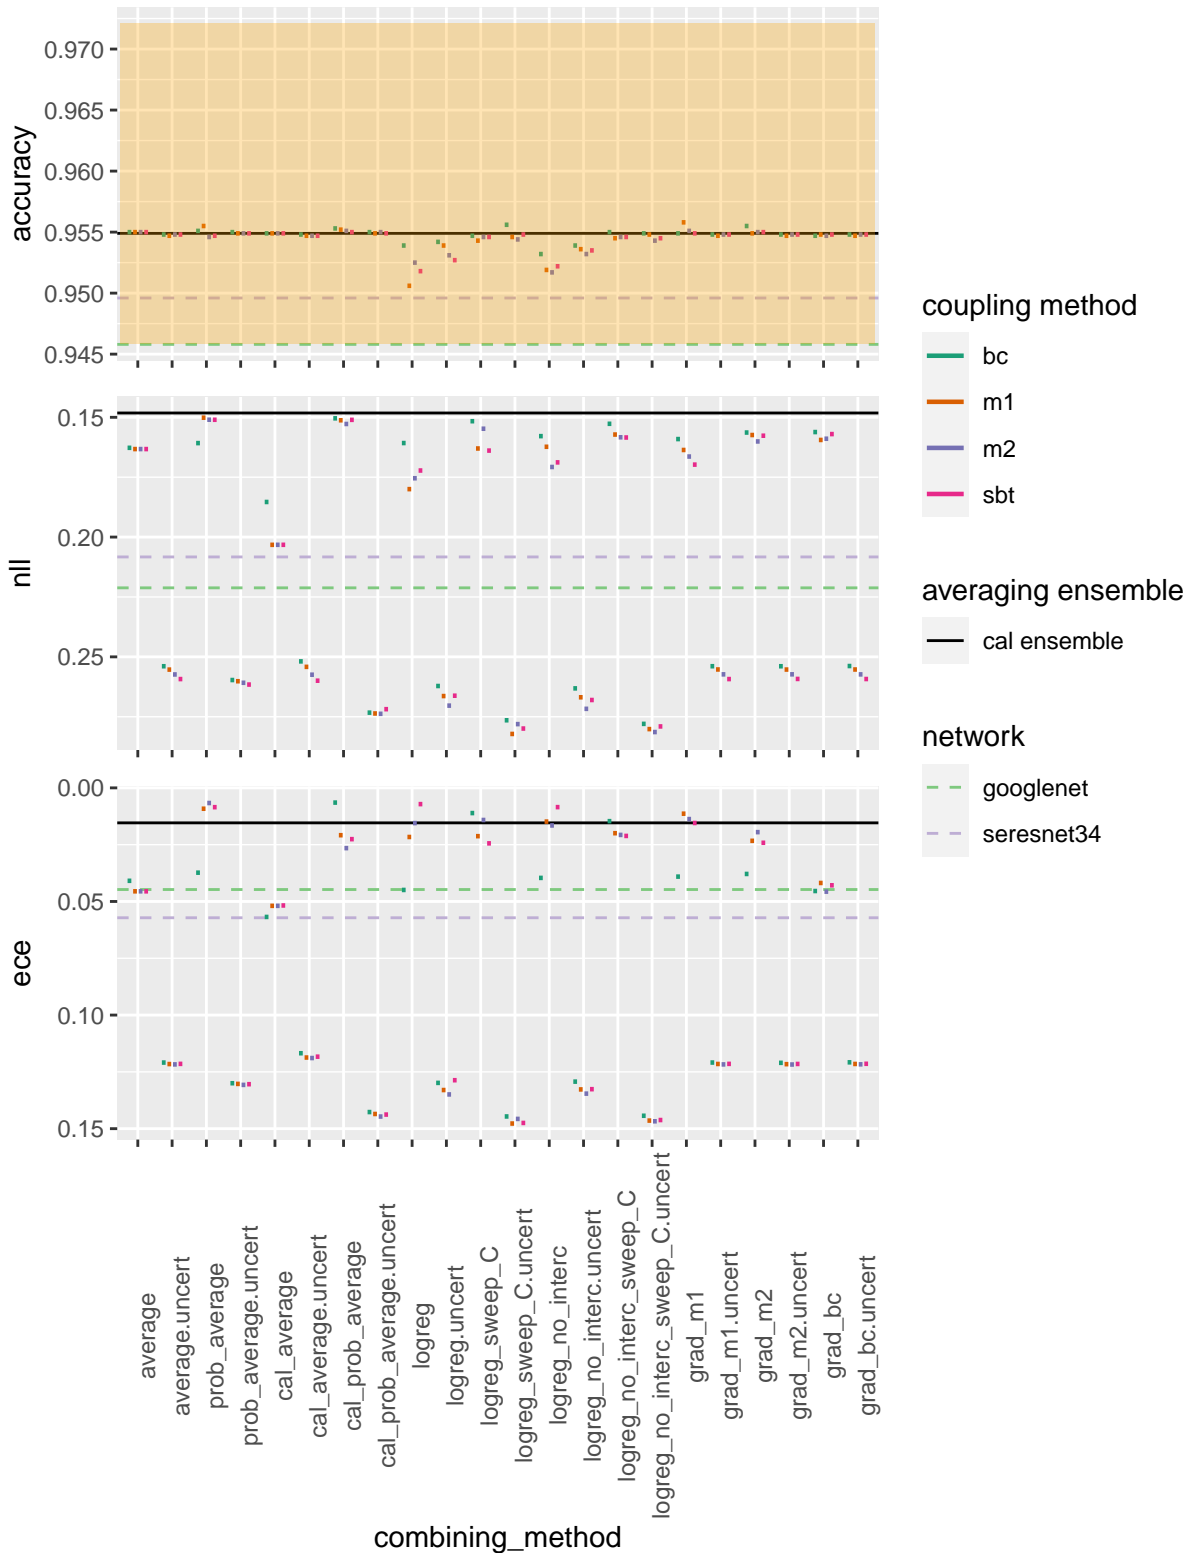 accuracy
0.970
0.965
0.960
0.955
0.950
0.945
nll
0.15
0.20
0.25
ece
0.00
0.05
0.10
0.15
average
average.uncert
prob_average
prob_average.uncert
cal_average
cal_average.uncert
cal_prob_average
cal_prob_average.uncert
logreg
logreg.uncert
logreg_sweep_C
logreg_sweep_C.uncert
logreg_no_interc
logreg_no_interc.uncert
logreg_no_interc_sweep_C
logreg_no_interc_sweep_C.uncert
grad_m1
grad_m1.uncert
grad_m2
grad_m2.uncert
grad_bc
grad_bc.uncert
combining_method
coupling method
bc
m1
m2
sbt
averaging ensemble
cal ensemble
network
googlenet
seresnet34